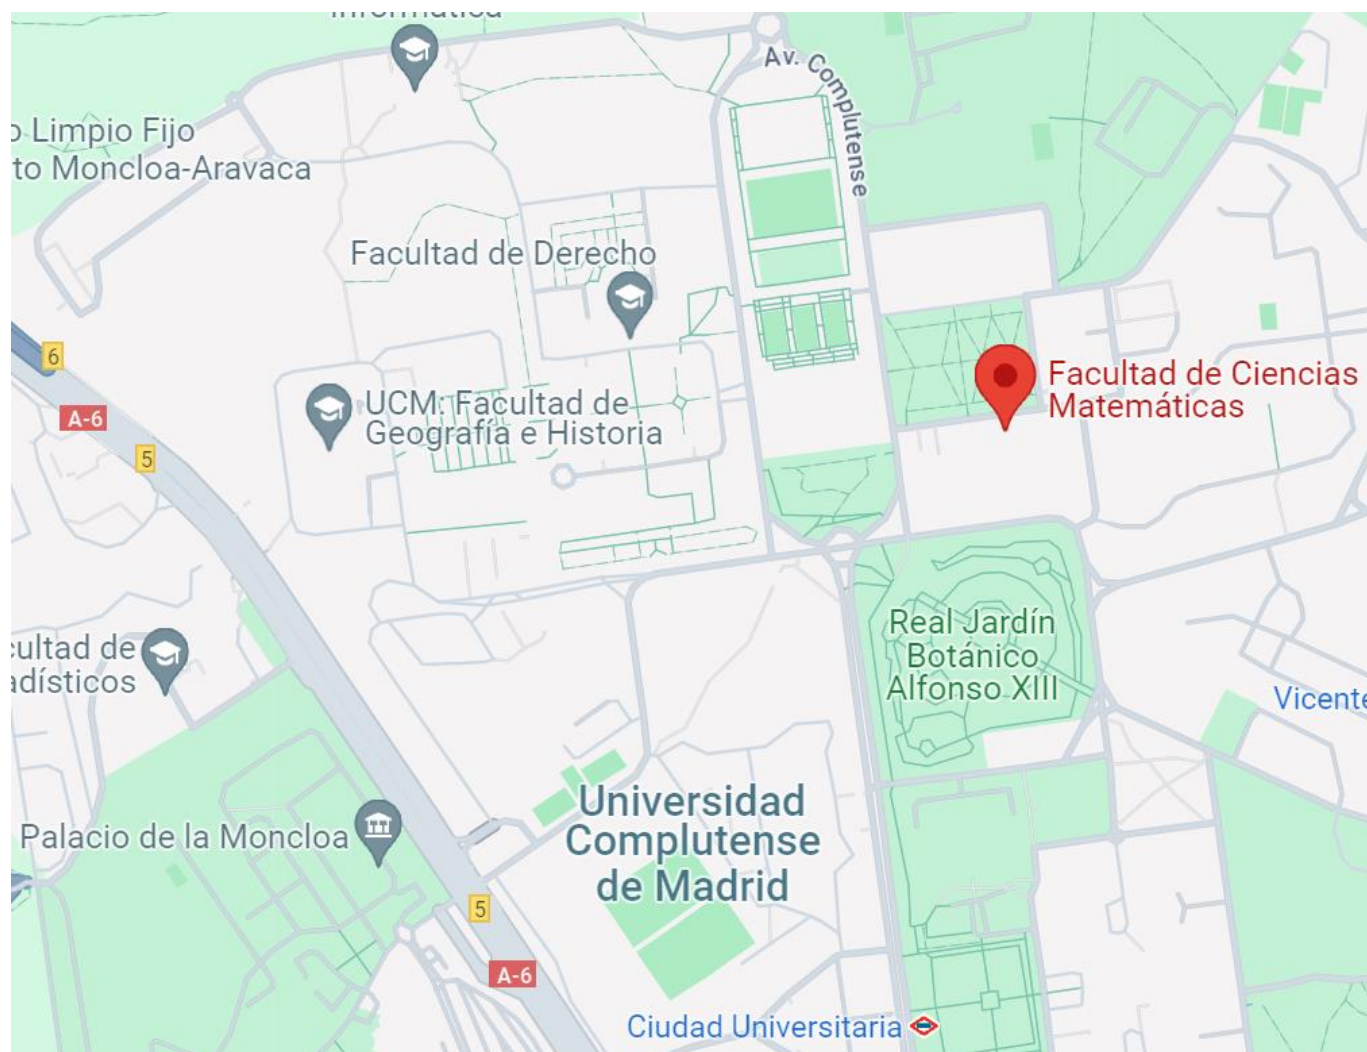 Informática
Av. Complutense
o Limpio Fijo
to Moncloa-Aravaca
Facultad de Derecho
6
A-6
5
UCM: Facultad de
Geografía e Historia
Facultad de Ciencias
Matemáticas
cultad de
adísticos
Real Jardín
Botánico
Alfonso XIII
Vicente
Palacio de la Moncloa
Universidad
Complutense
de Madrid
5
A-6
Ciudad Universitaria